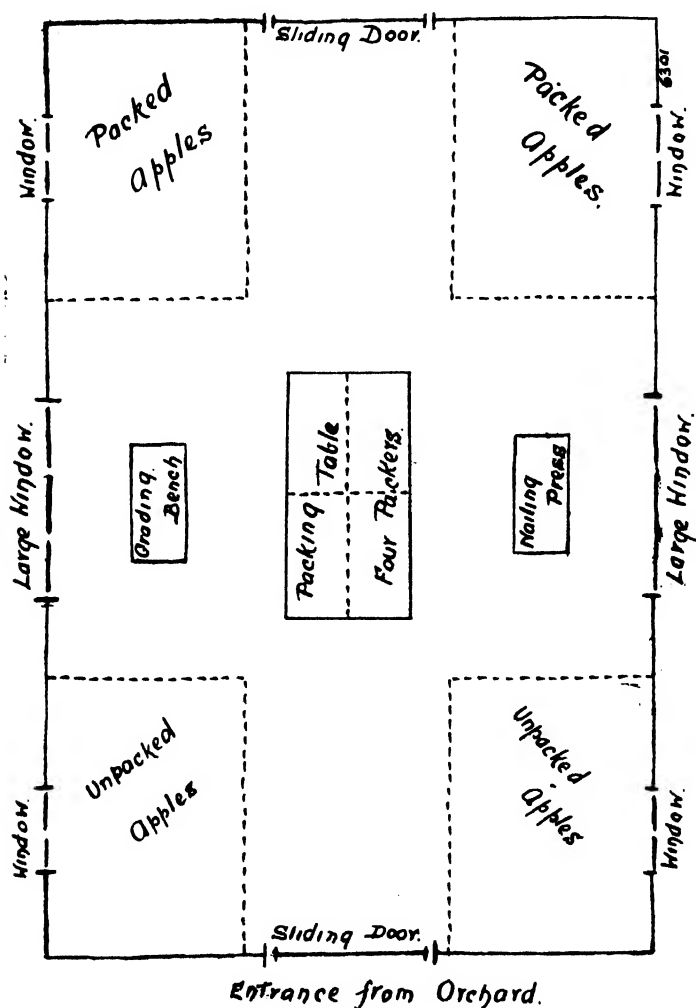 Sliding Door.
6301
Packed
Apples
Packed
Apples.
Window.
Window.
Large Window.
Grading
Bench
Packing Table
Four Packers.
Nailing
Press
Large Window.
Unpacked
Apples
Unpacked
Apples
Window.
Window.
Sliding Door.
Entrance from Orchard.